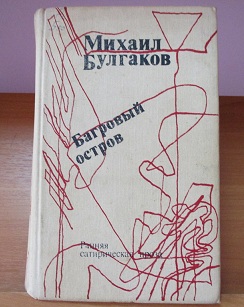 Михаил
Булгаков
Багровый
остров
Ранняя
сатирическая проза